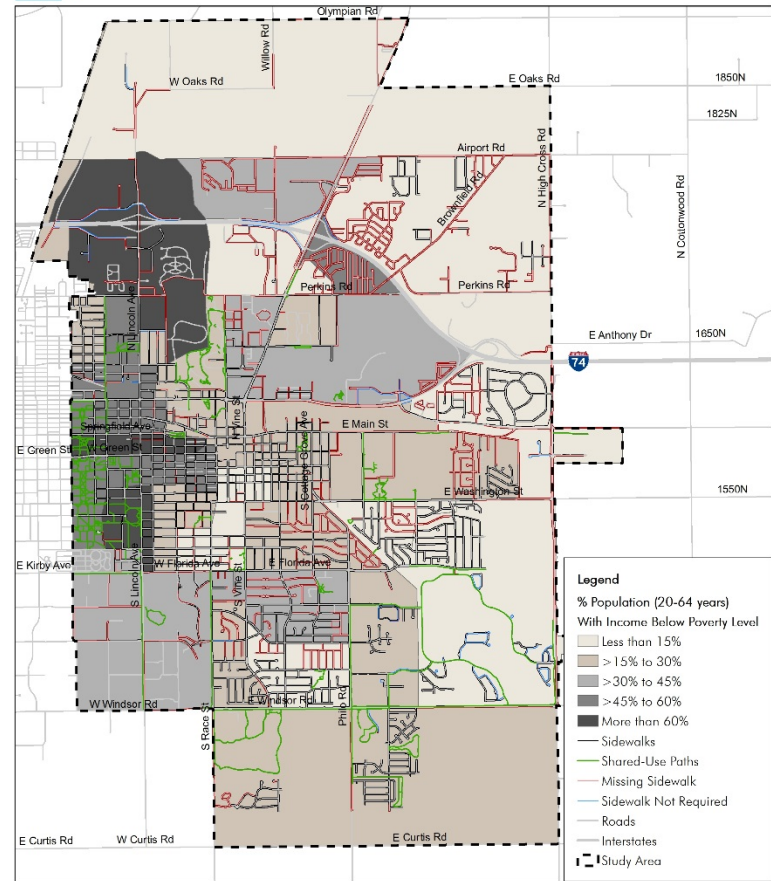 Olympian Rd
Willow Rd
W Oaks Rd
E Oaks Rd
1850N
1825N
Airport Rd
N High Cross Rd
Brownfield Rd
N Cottonwood Rd
Perkins Rd
Perkins Rd
N Lincoln Ave
E Anthony Dr
1650N
74
N Vine St
Springfield Ave
E Main St
S Cottage Grove Ave
E Green St
W Green St
E Washington St
1550N
E Kirby Ave
W Florida Ave
E Florida Ave
S Lincoln Ave
S Vine St
W Windsor Rd
E Windsor Rd
S Race St
Philo Rd
E Curtis Rd
W Curtis Rd
E Curtis Rd
Legend
% Population (20-64 years)
With Income Below Poverty Level
Less than 15%
>15% to 30%
>30% to 45%
>45% to 60%
More than 60%
Sidewalks
Shared-Use Paths
Missing Sidewalk
Sidewalk Not Required
Roads
Interstates
Study Area